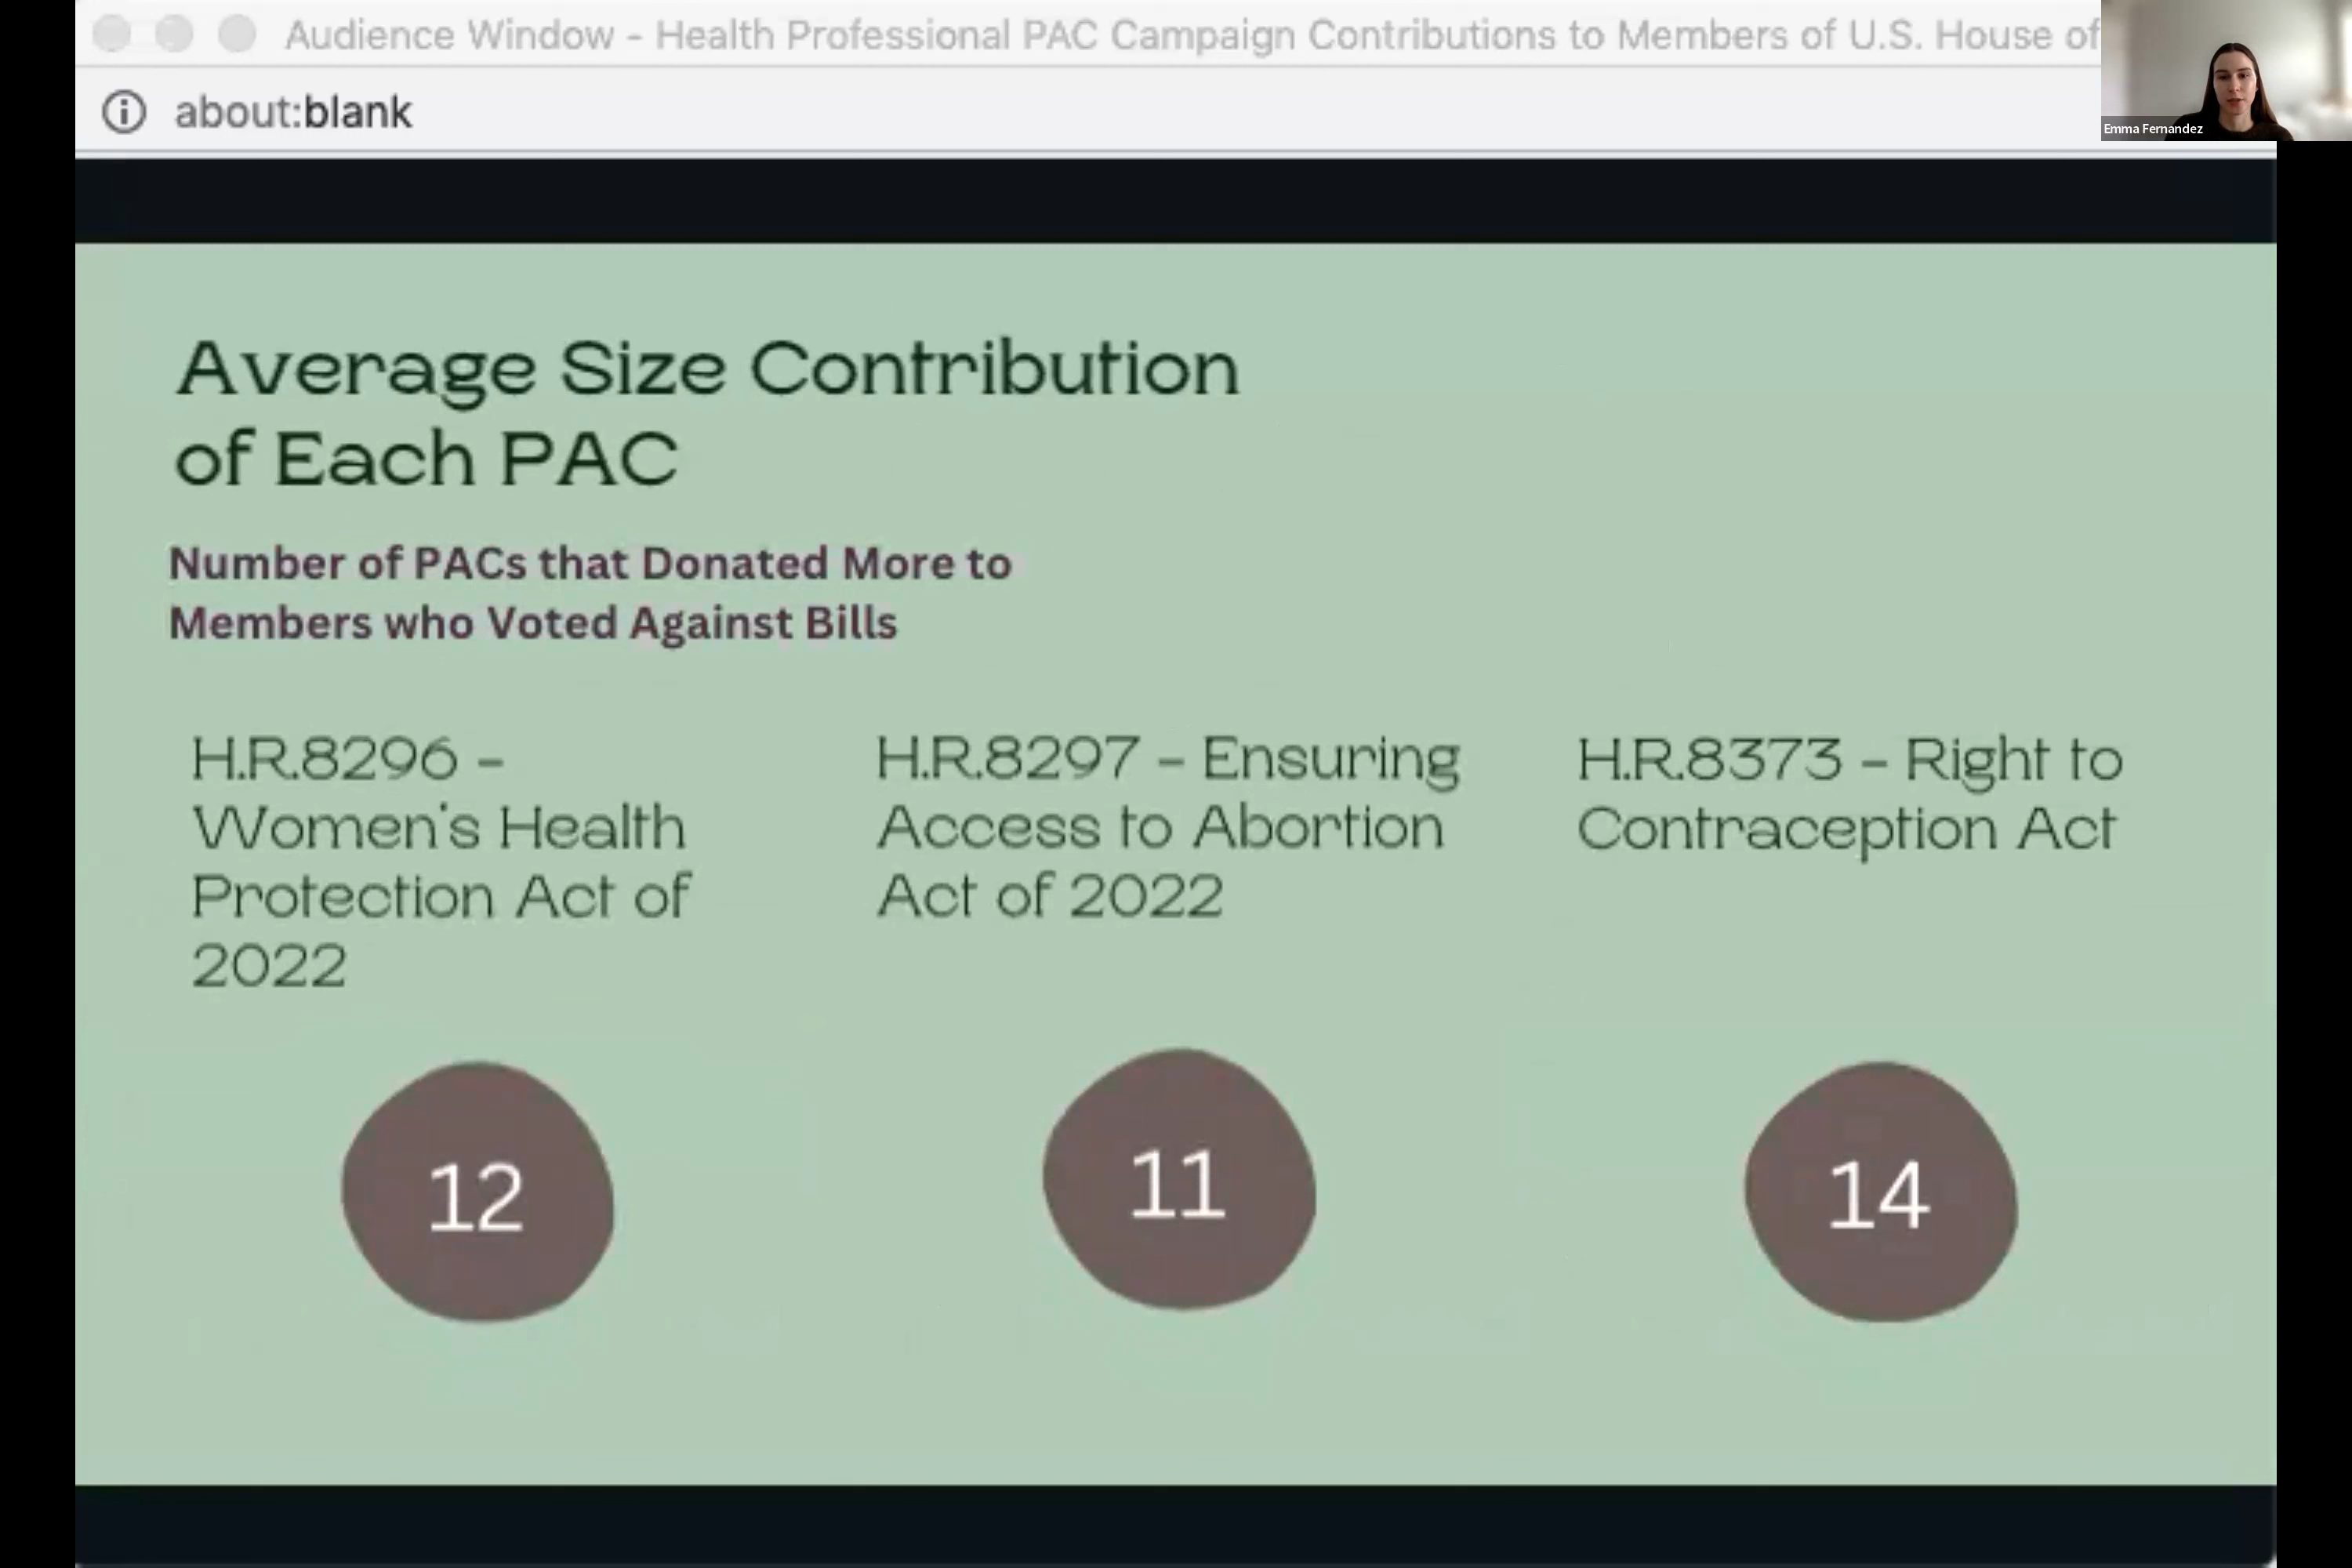 Audience Window - Health Professional PAC Campaign Contributions to Members of U.S. House of
about:blank
Emma Fernandez
Average Size Contribution
of Each PAC
Number of PACs that Donated More to
Members who Voted Against Bills
H.R.8296 –
Women's Health
Protection Act of
2022
H.R.8297 – Ensuring
Access to Abortion
Act of 2022
H.R.8373 – Right to
Contraception Act
12
11
14